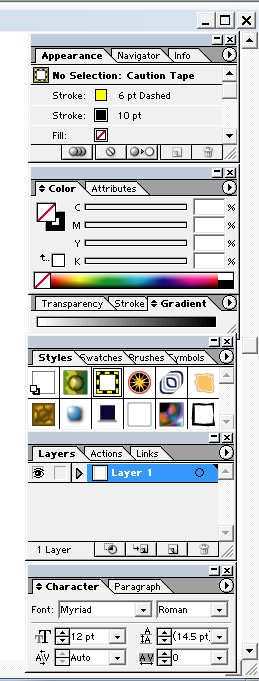 Appearance Navigator Info
No Selection: Caution Tape
Stroke: 6 pt Dashed
Stroke: 10 pt
Fill:
Color Attributes
C %
M %
Y %
K %
Transparency Stroke Gradient
Styles Swatches Brushes Symbols
Layers Actions Links
Layer 1
1 Layer
Character Paragraph
Font: Myriad Roman
12 pt (14.5 pt)
Auto 0